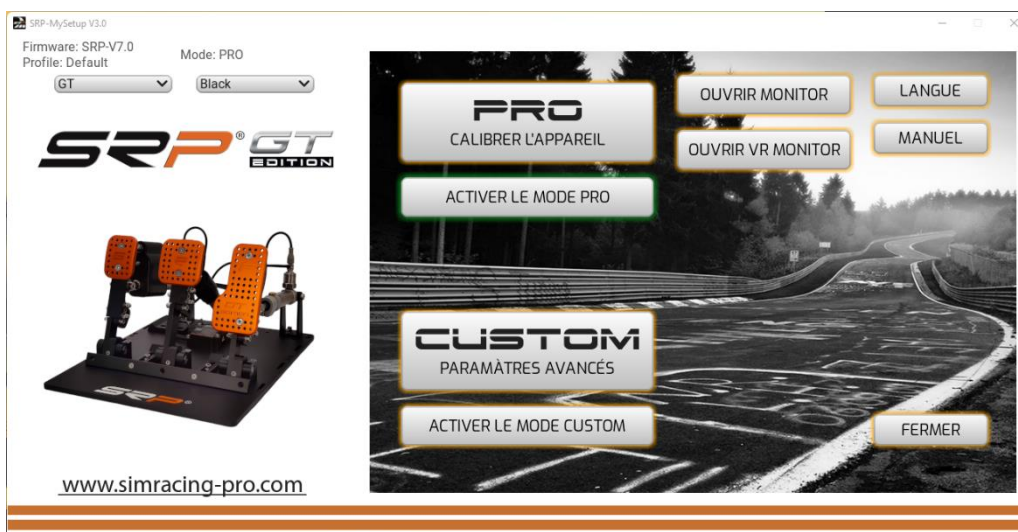 SRP-MySetup V3.0
Firmware: SRP-V7.0
Profile: Default
Mode: PRO
GT
Black
SRP® GT
EDITION
SRP
www.simracing-pro.com
PRO
CALIBRER L'APPAREIL
ACTIVER LE MODE PRO
OUVRIR MONITOR
OUVRIR VR MONITOR
LANGUE
MANUEL
CUSTOM
PARAMÀTRES AVANCÉS
ACTIVER LE MODE CUSTOM
FERMER